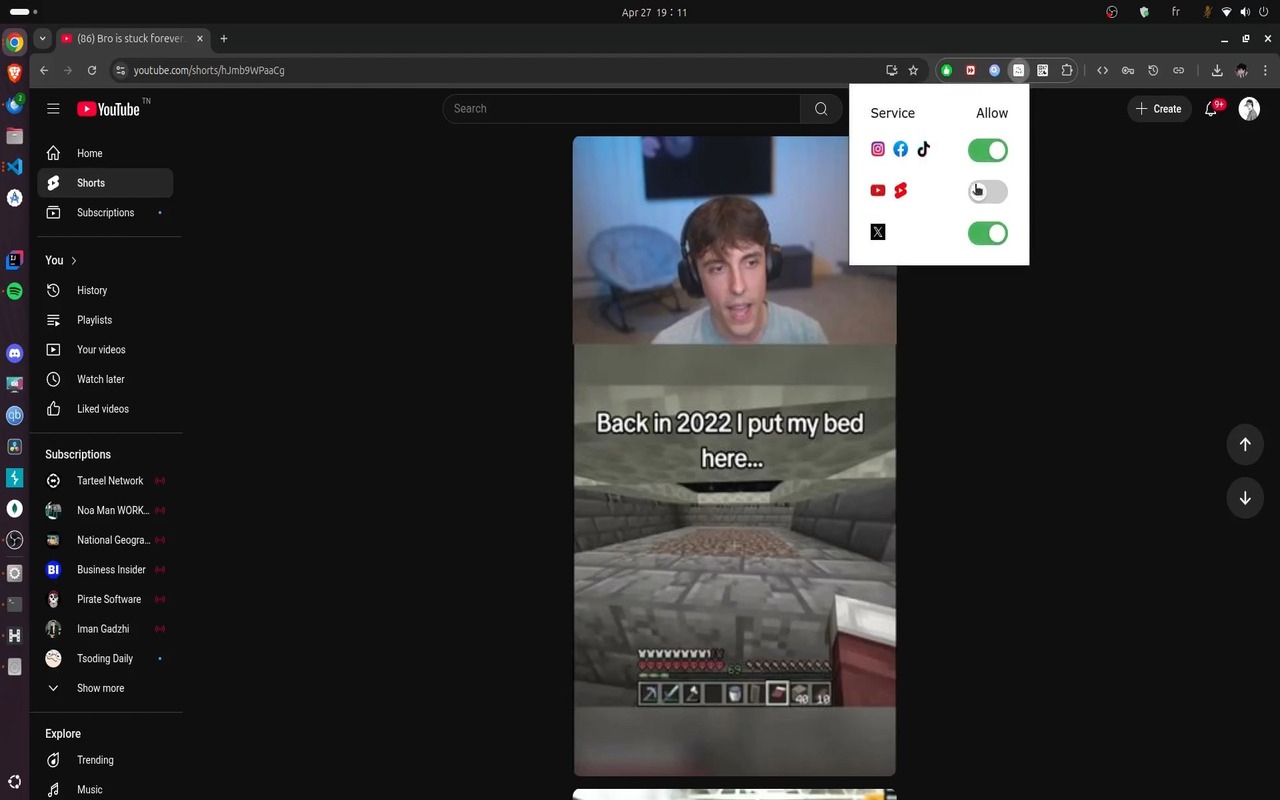 Apr 27 19 : 11
fr
(86) Bro is stuck forever.
youtube.com/shorts/hJmb9WPaaCg
YouTube
TN
Search
Create
9+
Service
Allow
Home
Shorts
Subscriptions
You
History
Playlists
Your videos
Watch later
Liked videos
Subscriptions
Tarteel Network
Noa Man WORK...
National Geogra...
BI
Business Insider
Pirate Software
Iman Gadzhi
Tsoding Daily
Show more
Explore
Trending
Music
Back in 2022 I put my bed
here...
69
40
10
2
qb